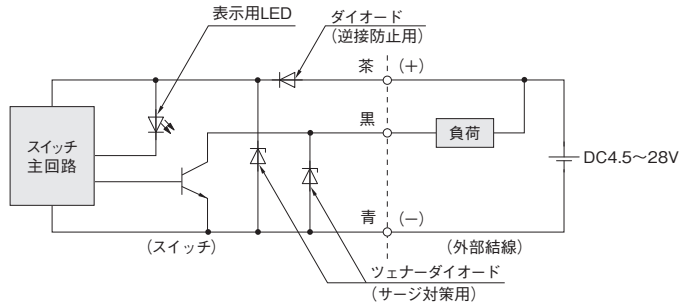 表示用LED
ダイオード
（逆接防止用）
茶 （＋）
黒
スイッチ
主回路
負荷
DC4.5～28V
青 （－）
（スイッチ）
（外部結線）
ツェナーダイオード
（サージ対策用）